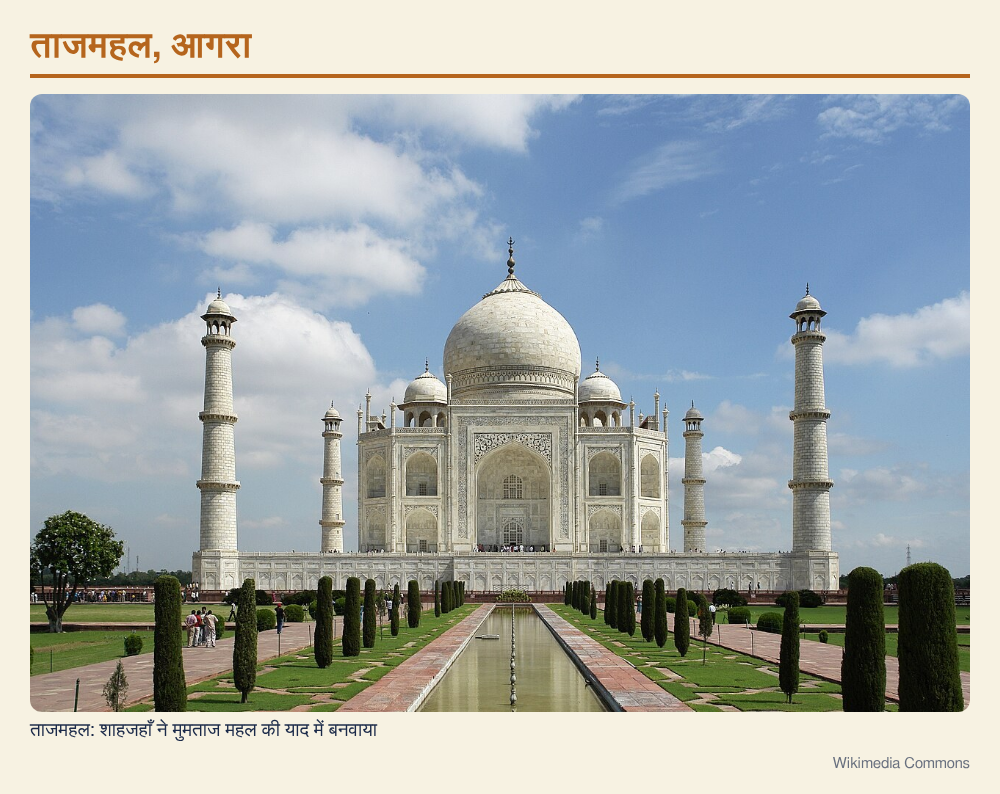 ताजमहल, आगरा
ताजमहल: शाहजहाँ ने मुमताज महल की याद में बनवाया
Wikimedia Commons